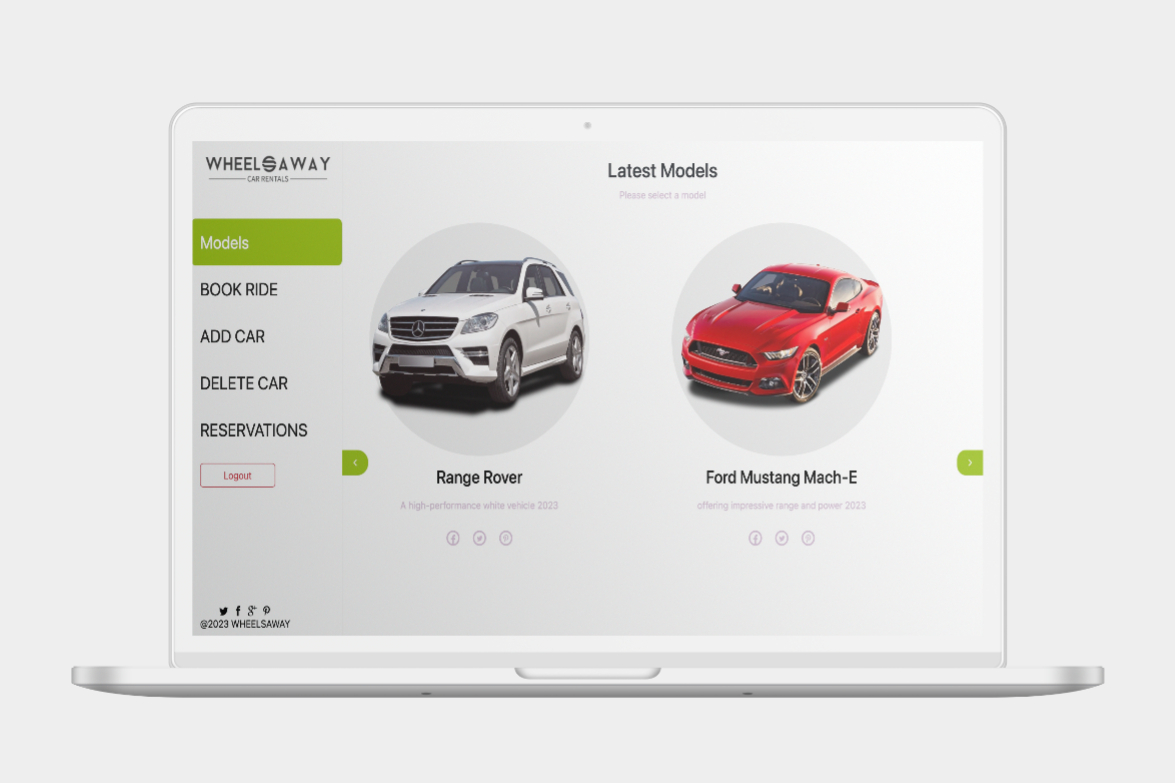 WHEELSAWAY
CAR RENTALS
Models
BOOK RIDE
ADD CAR
DELETE CAR
RESERVATIONS
Logout
@2023 WHEELSAWAY
Latest Models
Please select a model
Range Rover
A high-performance white vehicle 2023
Ford Mustang Mach-E
offering impressive range and power 2023